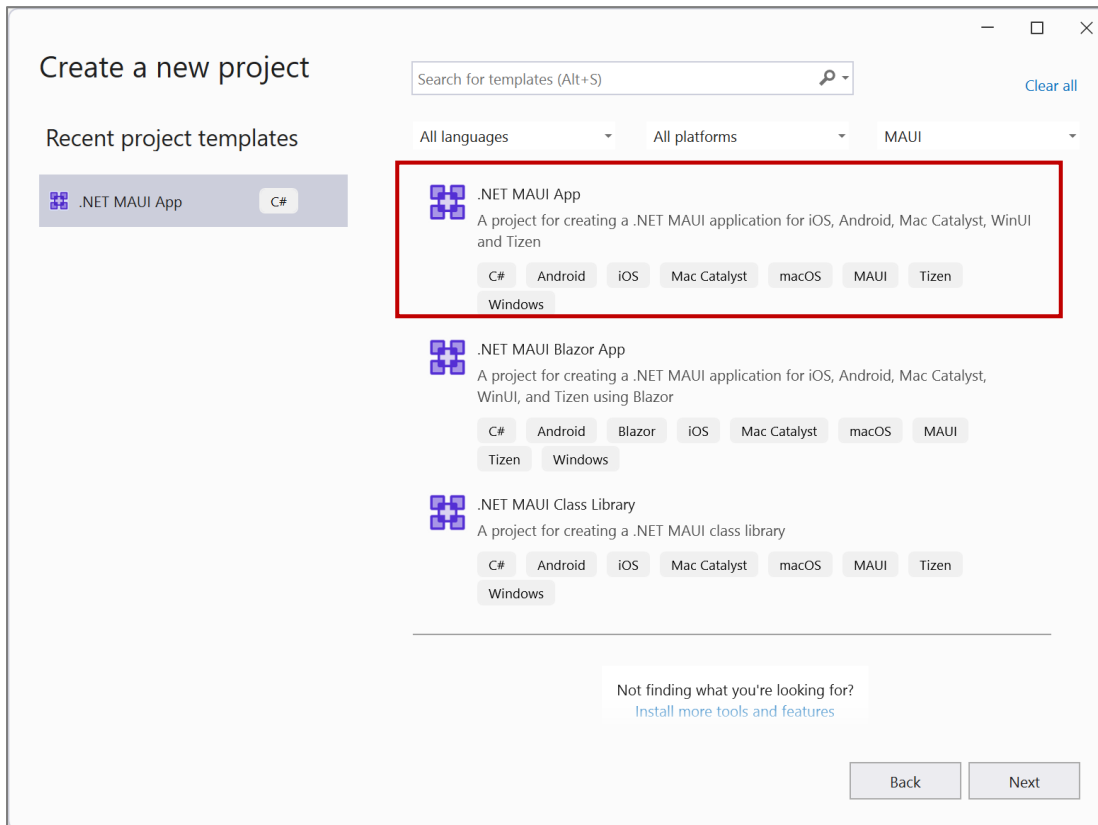 Create a new project
Search for templates (Alt+S)
Clear all
Recent project templates
All languages
All platforms
MAUI
.NET MAUI App
C#
.NET MAUI App
A project for creating a .NET MAUI application for iOS, Android, Mac Catalyst, WinUI
and Tizen
C# Android iOS Mac Catalyst macOS MAUI Tizen
Windows
.NET MAUI Blazor App
A project for creating a .NET MAUI application for iOS, Android, Mac Catalyst,
WinUI, and Tizen using Blazor
C# Android Blazor iOS Mac Catalyst macOS MAUI
Tizen Windows
.NET MAUI Class Library
A project for creating a .NET MAUI class library
C# Android iOS Mac Catalyst macOS MAUI Tizen
Windows
Not finding what you're looking for?
Install more tools and features
Back
Next